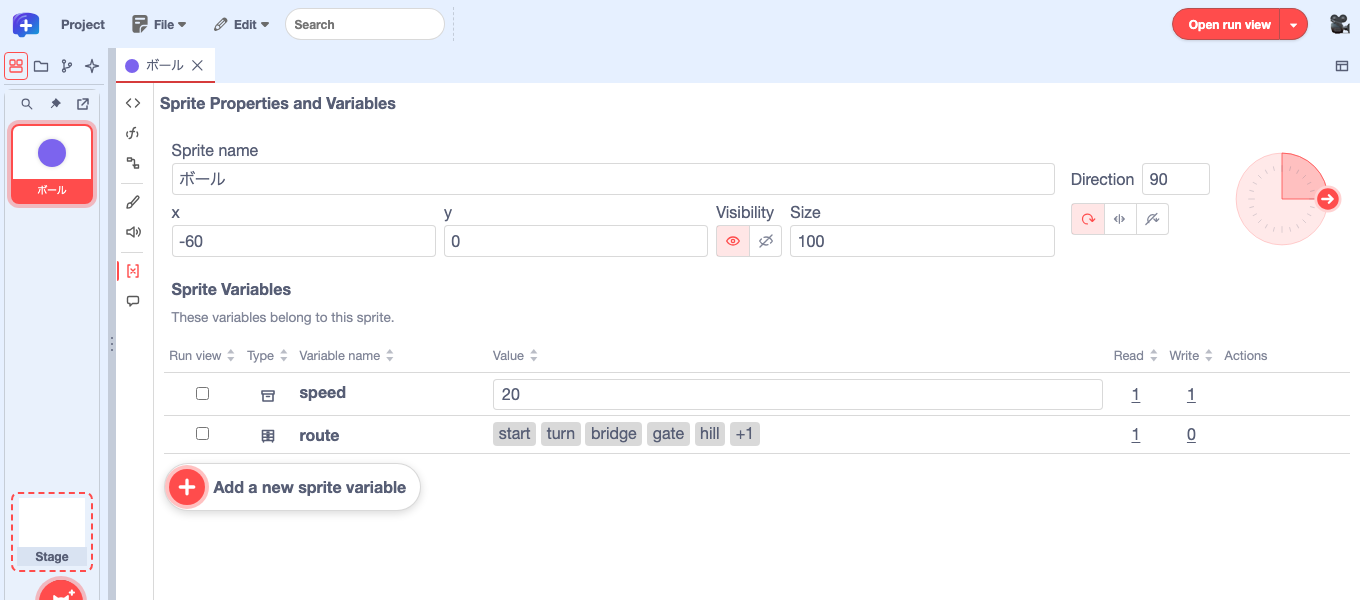 Project File Edit Search Open run view
ボール
Sprite Properties and Variables
ボール
Sprite name
ボール
Direction 90
x y Visibility Size
-60 0 100
Sprite Variables
These variables belong to this sprite.
Run view Type Variable name Value Read Write Actions
speed 20 1 1
route start turn bridge gate hill +1 1 0
Add a new sprite variable
Stage